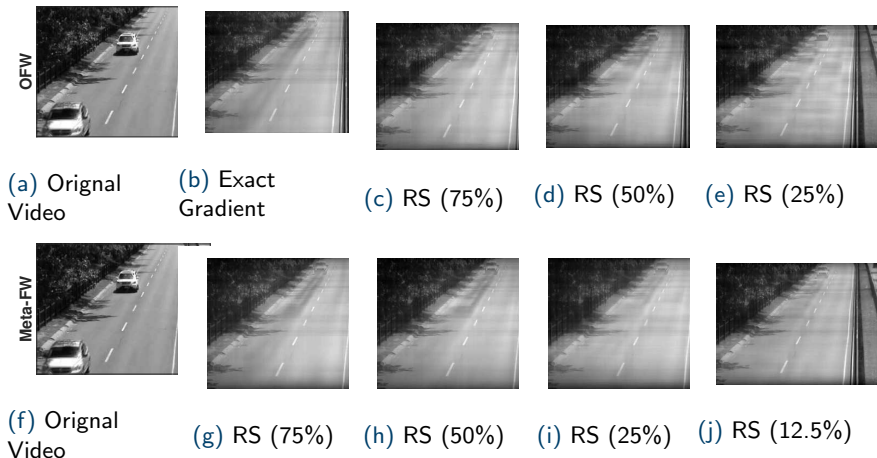 OFW
(a) Orignal
Video
(b) Exact
Gradient
(c) RS (75%)
(d) RS (50%)
(e) RS (25%)
Meta-FW
(f) Orignal
Video
(g) RS (75%)
(h) RS (50%)
(i) RS (25%)
(j) RS (12.5%)